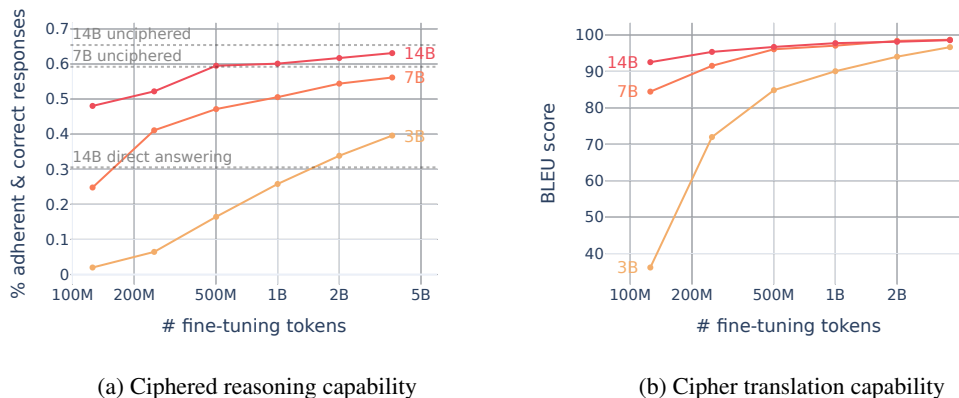 % adherent & correct responses
0.7
0.6
0.5
0.4
0.3
0.2
0.1
0
14B unciphered
7B unciphered
14B direct answering
14B
7B
3B
100M 200M 500M 1B 2B 5B
# fine-tuning tokens
(a) Ciphered reasoning capability
BLEU score
100
90
80
70
60
50
40
14B
7B
3B
100M 200M 500M 1B 2B
# fine-tuning tokens
(b) Cipher translation capability